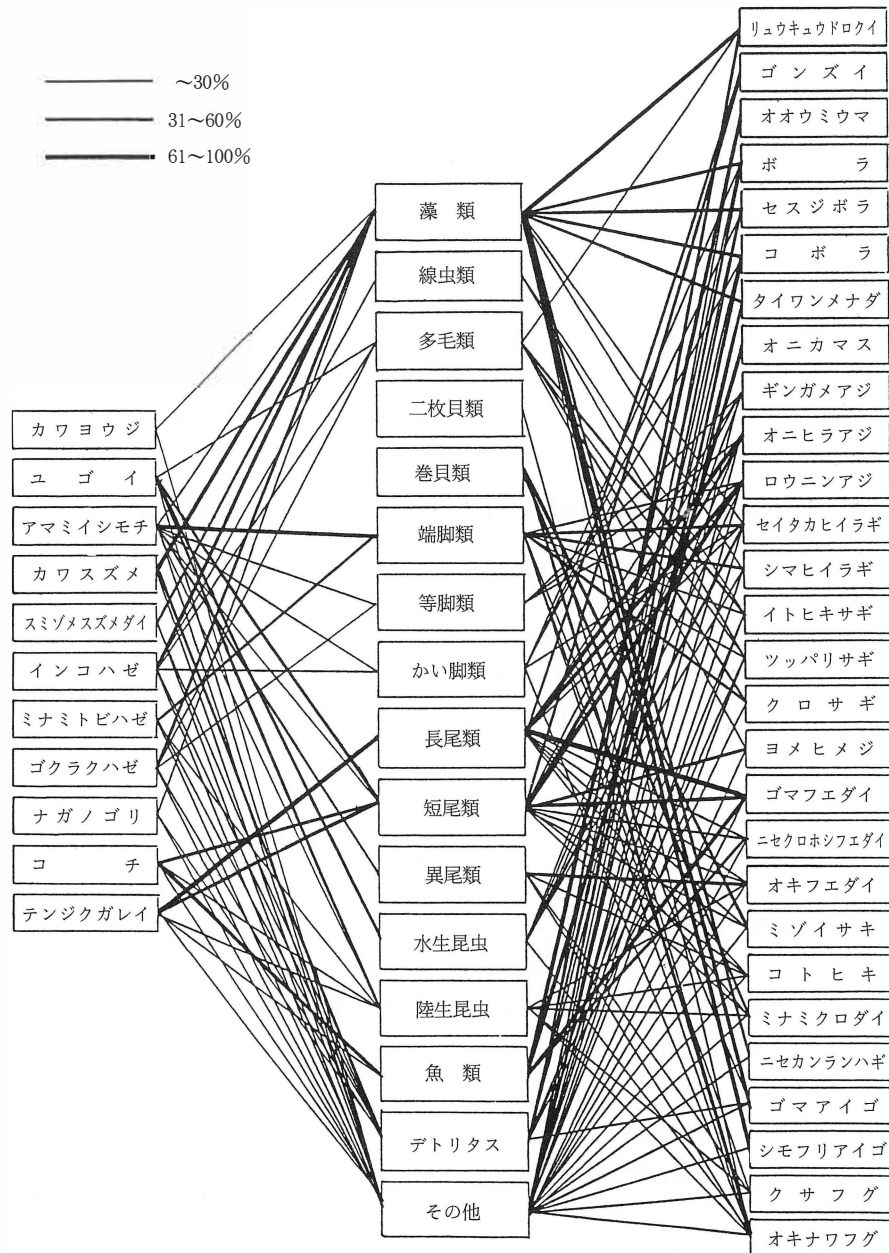 ～30%
31～60%
61～100%
カワヨウジ
ユゴイ
アマミイシモチ
カワスズメ
スミゾメスズメダイ
インコハゼ
ミナミトビハゼ
ゴクラクハゼ
ナガノゴリ
コチ
テンジクガレイ
藻類
線虫類
多毛類
二枚貝類
巻貝類
端脚類
等脚類
かい脚類
長尾類
短尾類
異尾類
水生昆虫
陸生昆虫
魚類
デトリタス
その他
リュウキュウドロクイ
ゴンズイ
オオウミウマ
ボラ
セスジボラ
コボラ
タイワンメナダ
オニカマス
ギンガメアジ
オニヒラアジ
ロウニンアジ
セイタカヒイラギ
シマヒイラギ
イトヒキサギ
ツッパリサギ
クロサギ
ヨメヒメジ
ゴマフエダイ
ニセクロホシフエダイ
オキフエダイ
ミゾイサキ
コトヒキ
ミナミクロダイ
ニセカンランハギ
ゴマアイゴ
シモフリアイゴ
クサフグ
オキナワフグ